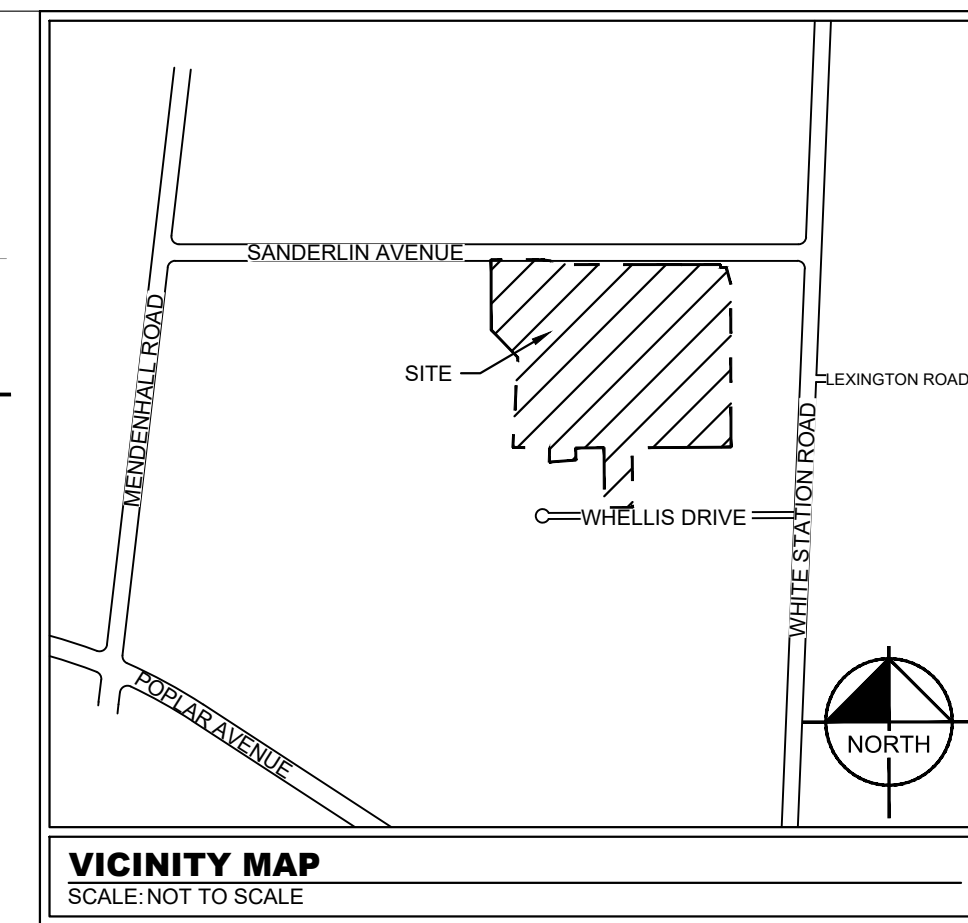 SANDERLIN AVENUE
MENDENHALL ROAD
SITE
LEXINGTON ROAD
WHITE STATION ROAD
WHELLIS DRIVE
POPLAR AVENUE
NORTH
VICINITY MAP
SCALE: NOT TO SCALE